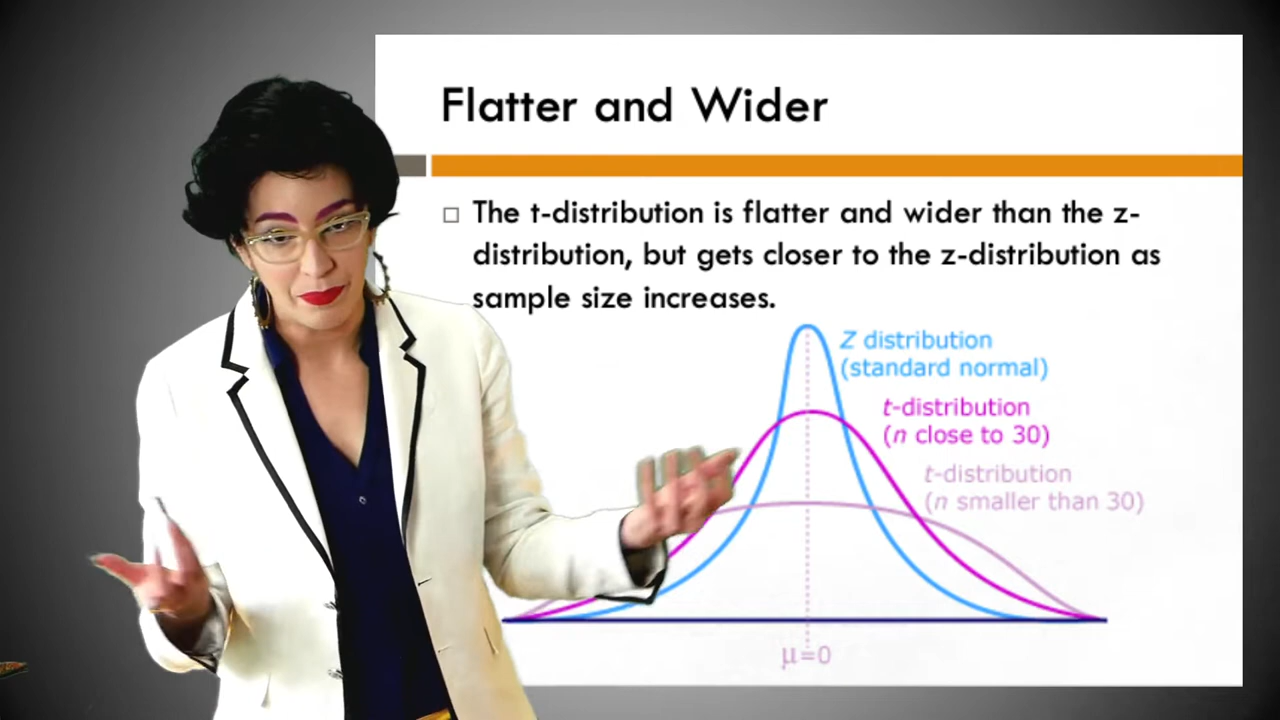 Flatter and Wider
The t-distribution is flatter and wider than the z-
distribution, but gets closer to the z-distribution as
sample size increases.
Z distribution
(standard normal)
t-distribution
(n close to 30)
t-distribution
(n smaller than 30)
μ=0